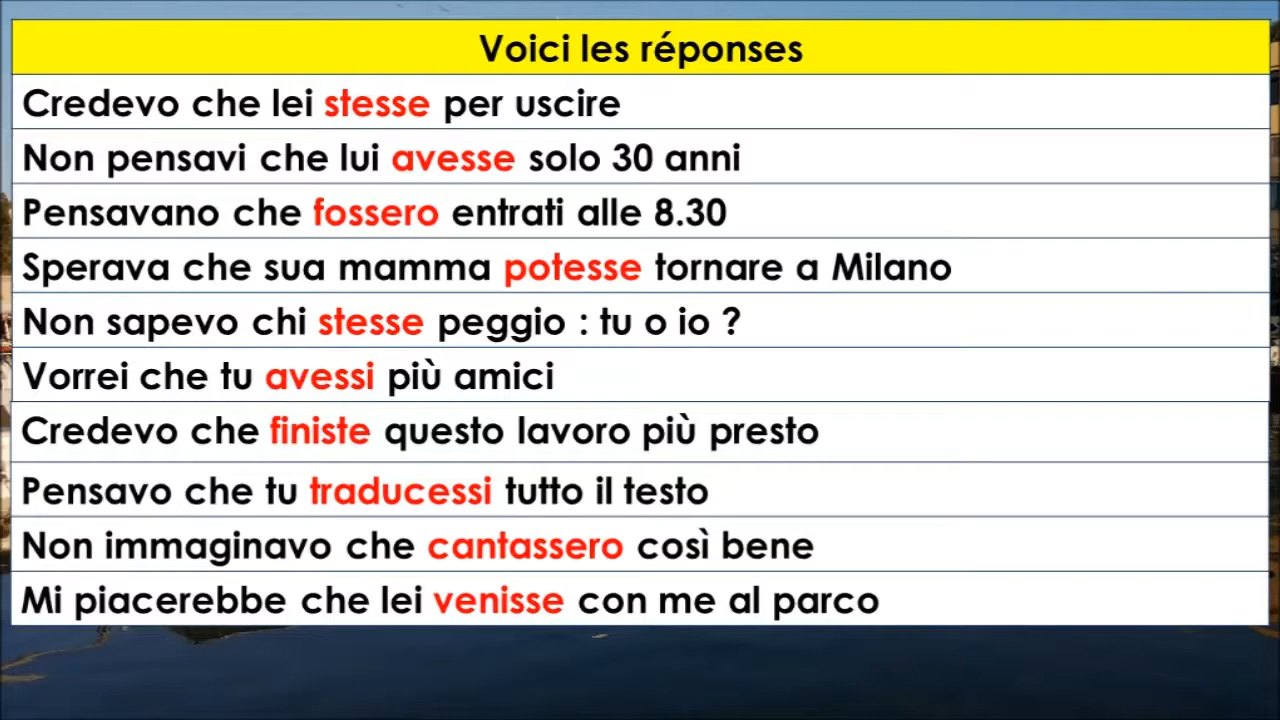 Voici les réponses
Credevo che lei stesse per uscire
Non pensavi che lui avesse solo 30 anni
Pensavano che fossero entrati alle 8.30
Sperava che sua mamma potesse tornare a Milano
Non sapevo chi stesse peggio : tu o io ?
Vorrei che tu avessi più amici
Credevo che finiste questo lavoro più presto
Pensavo che tu traducessi tutto il testo
Non immaginavo che cantassero così bene
Mi piacerebbe che lei venisse con me al parco